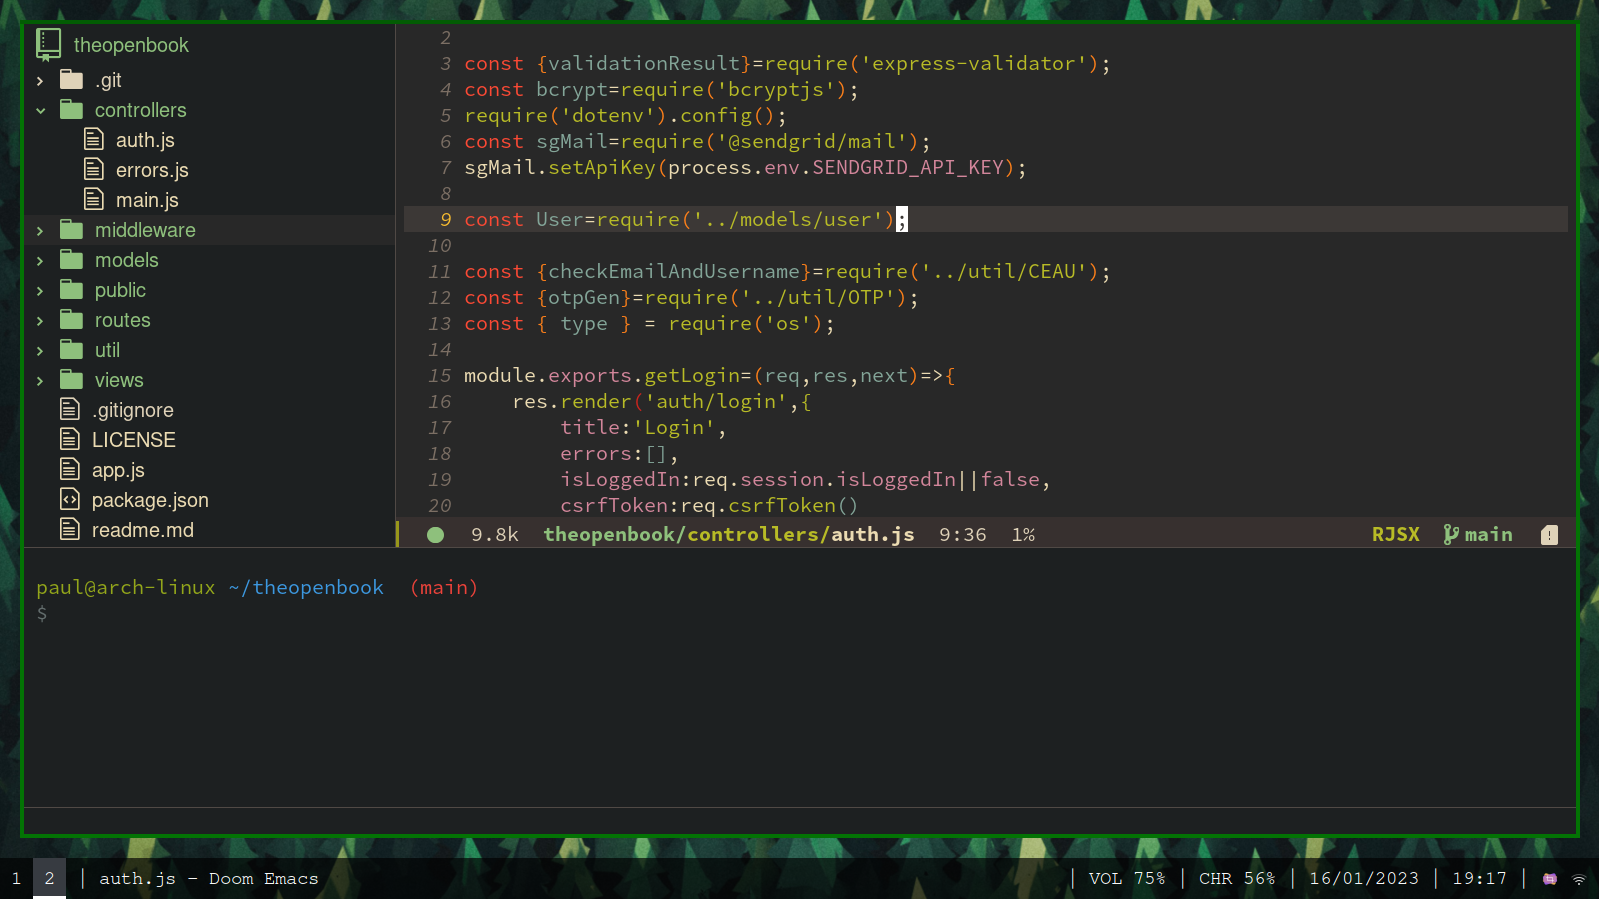 theopenbook
.git
controllers
auth.js
errors.js
main.js
middleware
models
public
routes
util
views
.gitignore
LICENSE
app.js
package.json
readme.md
2
3 const {validationResult}=require('express-validator');
4 const bcrypt=require('bcryptjs');
5 require('dotenv').config();
6 const sgMail=require('@sendgrid/mail');
7 sgMail.setApiKey(process.env.SENDGRID_API_KEY);
8
9 const User=require('../models/user');
10
11 const {checkEmailAndUsername}=require('../util/CEAU');
12 const {otpGen}=require('../util/OTP');
13 const { type } = require('os');
14
15 module.exports.getLogin=(req,res,next)=>{
16     res.render('auth/login',{
17         title:'Login',
18         errors:[],
19         isLoggedIn:req.session.isLoggedIn||false,
20         csrfToken:req.csrfToken()
9.8k theopenbook/controllers/auth.js 9:36 1% RJSX main
paul@arch-linux ~/theopenbook (main)
$
1 2 | auth.js - Doom Emacs | VOL 75% | CHR 56% | 16/01/2023 | 19:17 |